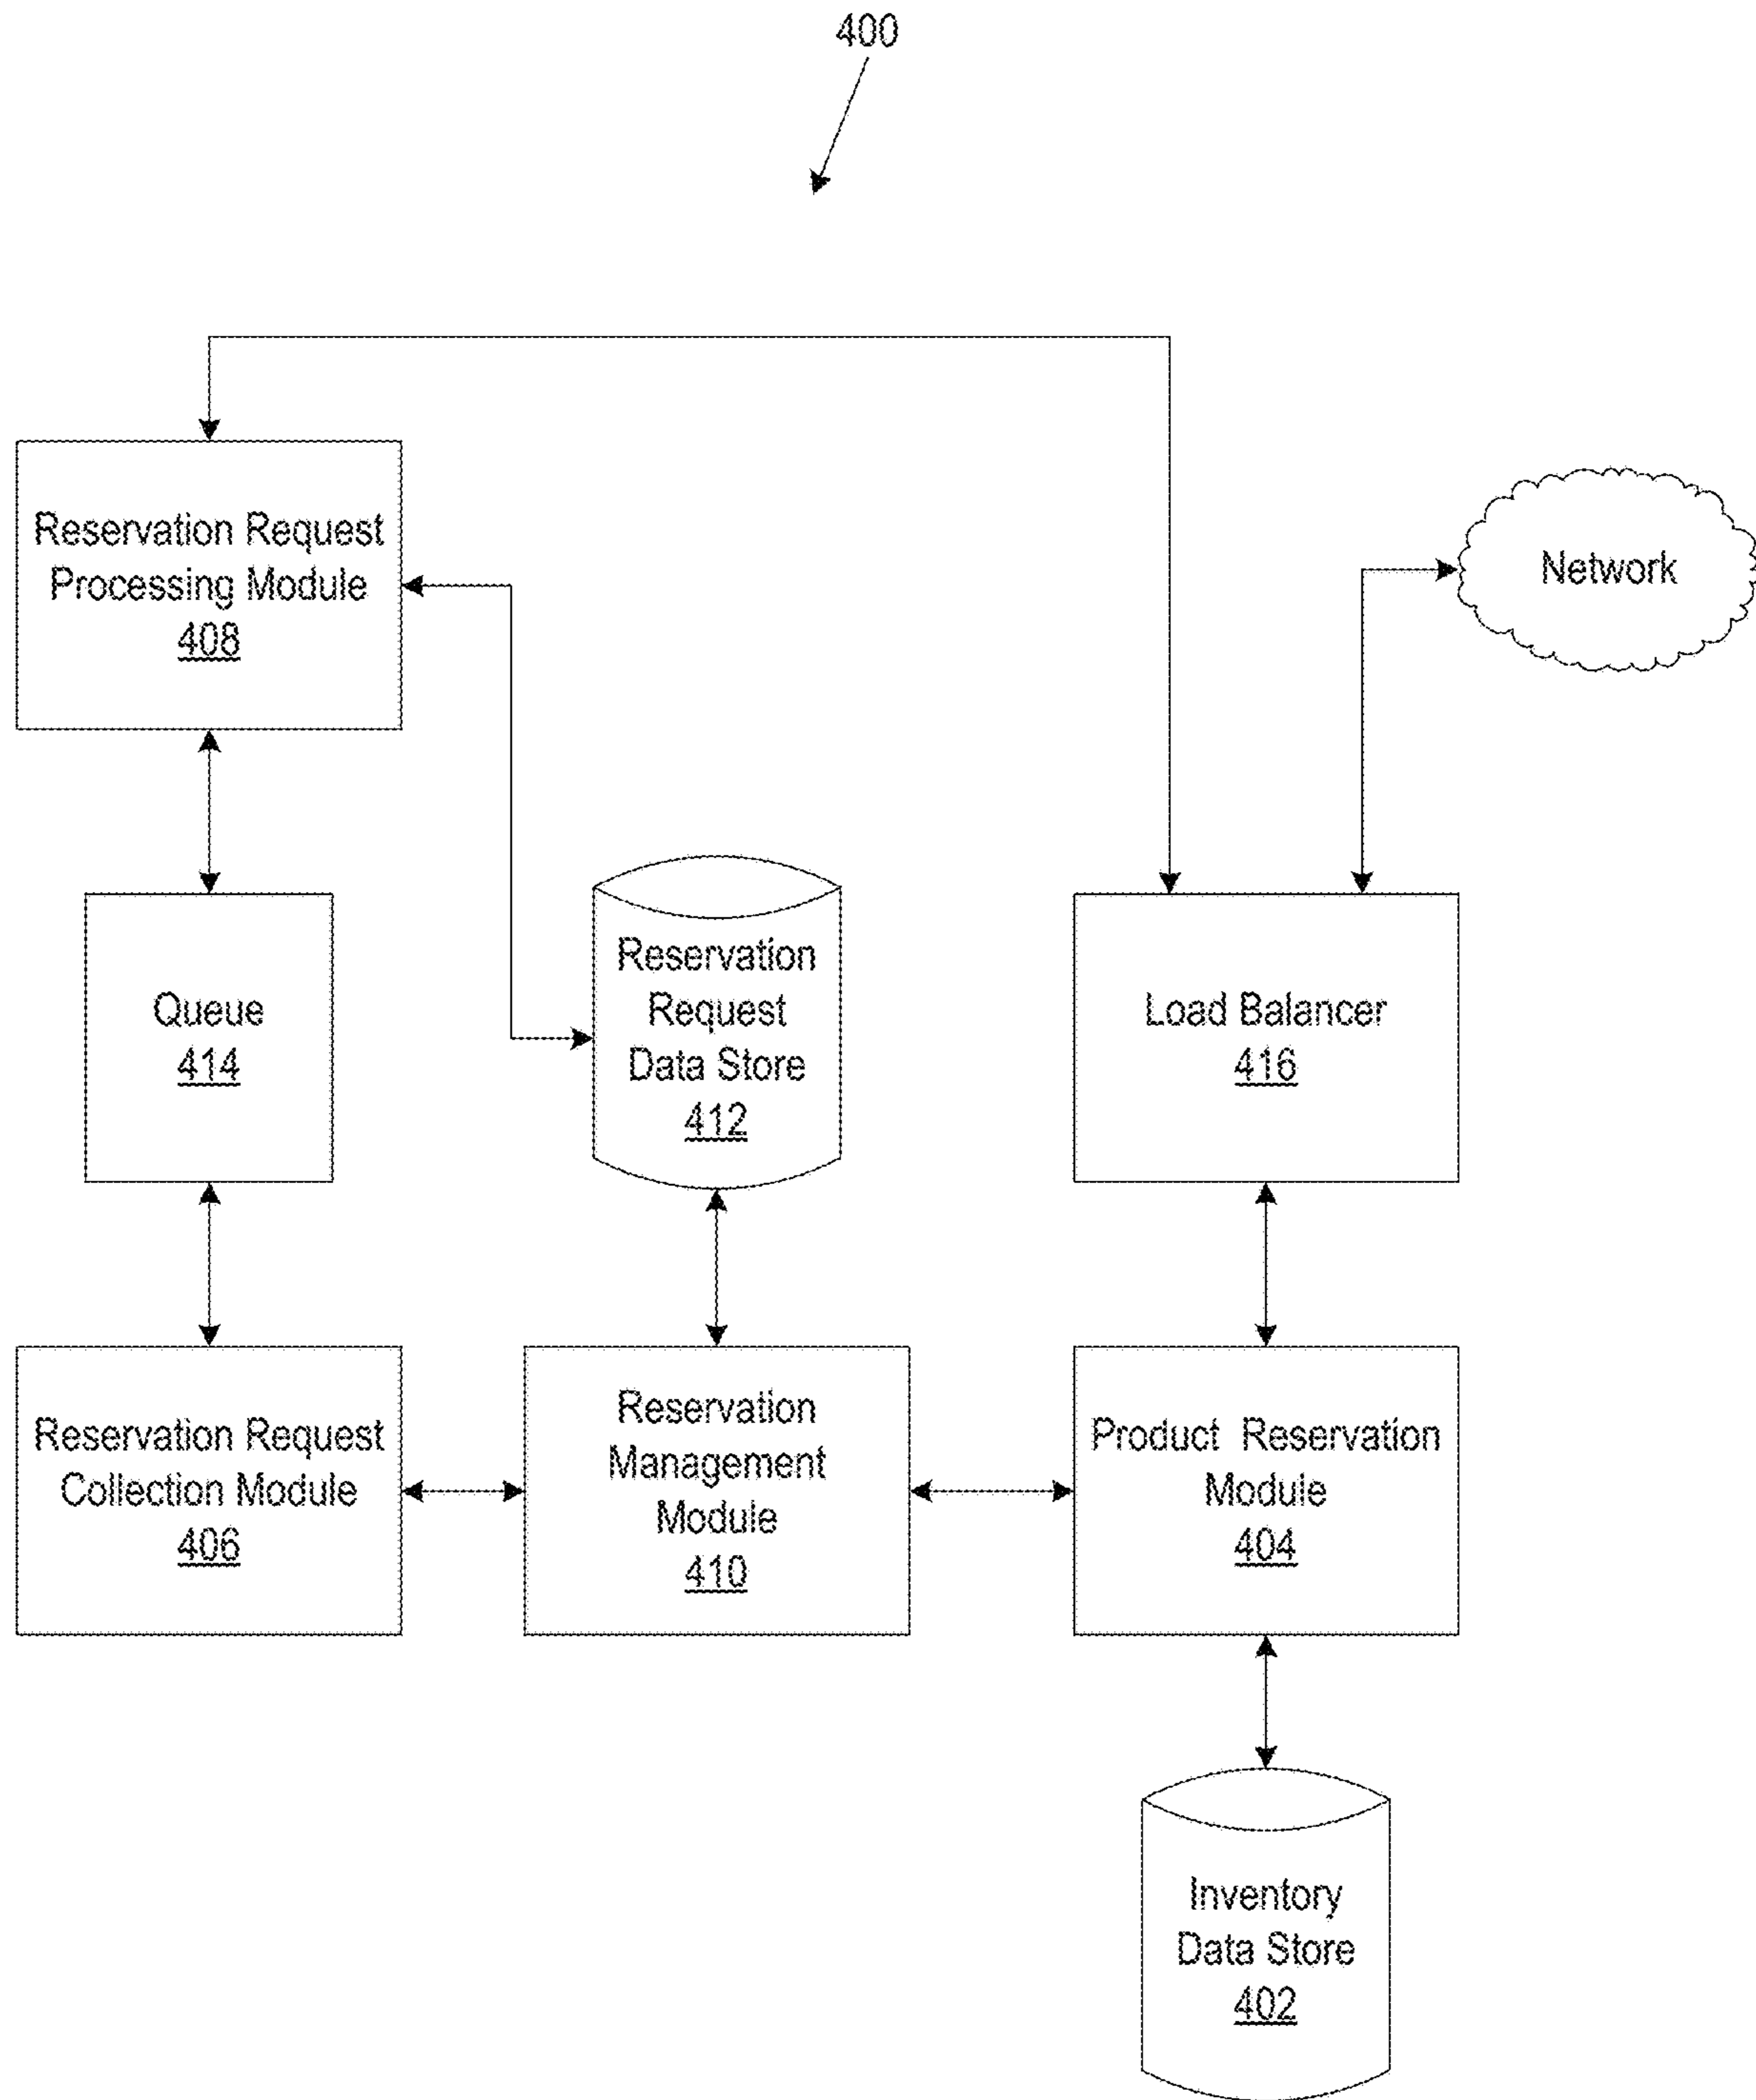 400
Reservation Request
Processing Module
408
Network
Queue
414
Reservation
Request
Data Store
412
Load Balancer
416
Reservation Request
Collection Module
406
Reservation
Management
Module
410
Product Reservation
Module
404
Inventory
Data Store
402